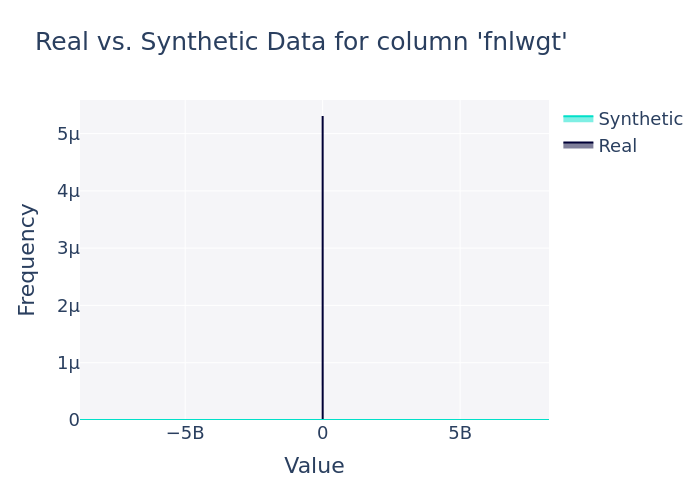 Real vs. Synthetic Data for column 'fnlwgt'
Synthetic
Real
5μ
4μ
3μ
2μ
1μ
0
Frequency
−5B
0
5B
Value